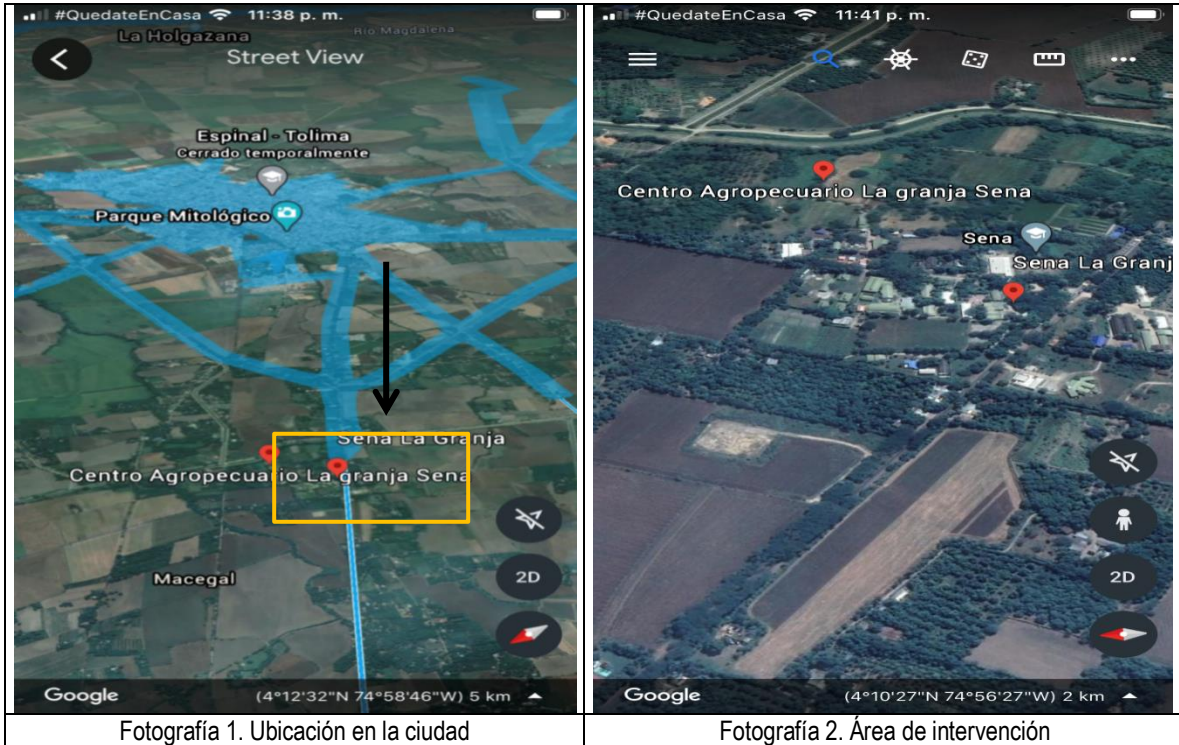 #QuedateEnCasa 11:38 p. m.
La Holgazana
Río Magdalena
Street View
Espinal - Tolima
Cerrado temporalmente
Parque Mitológico
Sena La Granja
Centro Agropecuario La granja Sena
Macegal
2D
Google
(4°12'32"N 74°58'46"W) 5 km
Fotografía 1. Ubicación en la ciudad
#QuedateEnCasa 11:41 p. m.
Centro Agropecuario La granja Sena
Sena
Sena La Granj
2D
Google
(4°10'27"N 74°56'27"W) 2 km
Fotografía 2. Área de intervención